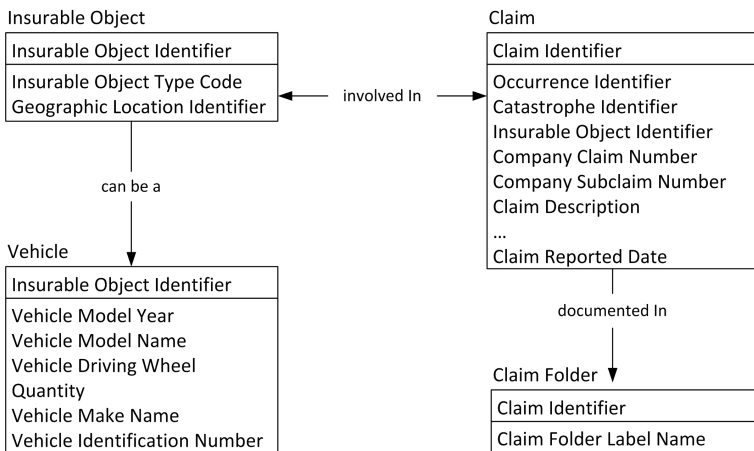 Insurable Object
Insurable Object Identifier
Insurable Object Type Code
Geographic Location Identifier
involved In
Claim
Claim Identifier
Occurrence Identifier
Catastrophe Identifier
Insurable Object Identifier
Company Claim Number
Company Subclaim Number
Claim Description
...
Claim Reported Date
can be a
Vehicle
Insurable Object Identifier
Vehicle Model Year
Vehicle Model Name
Vehicle Driving Wheel
Quantity
Vehicle Make Name
Vehicle Identification Number
documented In
Claim Folder
Claim Identifier
Claim Folder Label Name